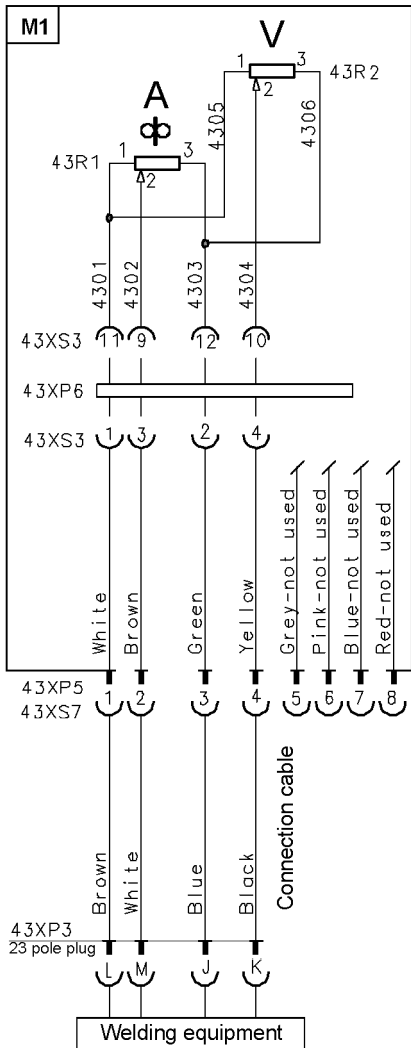 M1
V
1 3 43R2
2
A
4305
4306
43R1 1 3
2
4301 4302 4303 4304
43XS3 11 9 12 10
43XP6
43XS3 1 3 2 4
White Brown Green Yellow Grey-not used Pink-not used Blue-not used Red-not used
43XP5
43XS7 1 2 3 4 5 6 7 8
Brown White Blue Black Connection cable
43XP3
23 pole plug
L M J K
Welding equipment